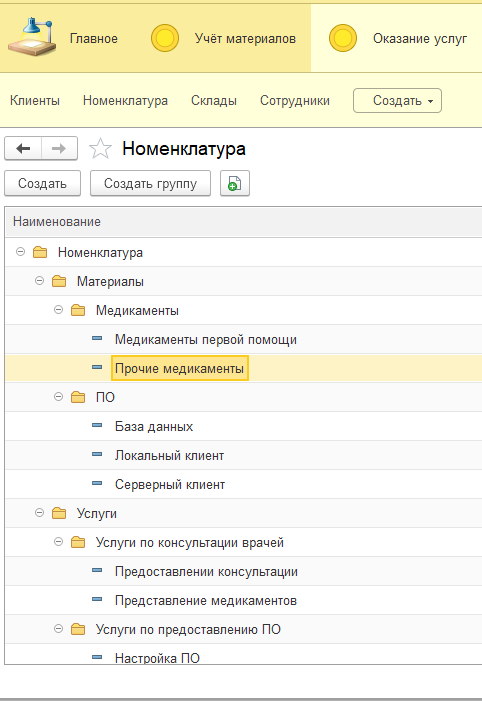 Главное Учёт материалов Оказание услуг
Клиенты Номенклатура Склады Сотрудники Создать
Номенклатура
Создать Создать группу
Наименование
Номенклатура
Материалы
Медикаменты
Медикаменты первой помощи
Прочие медикаменты
ПО
База данных
Локальный клиент
Серверный клиент
Услуги
Услуги по консультации врачей
Предоставлении консультации
Представление медикаментов
Услуги по предоставлению ПО
Настройка ПО